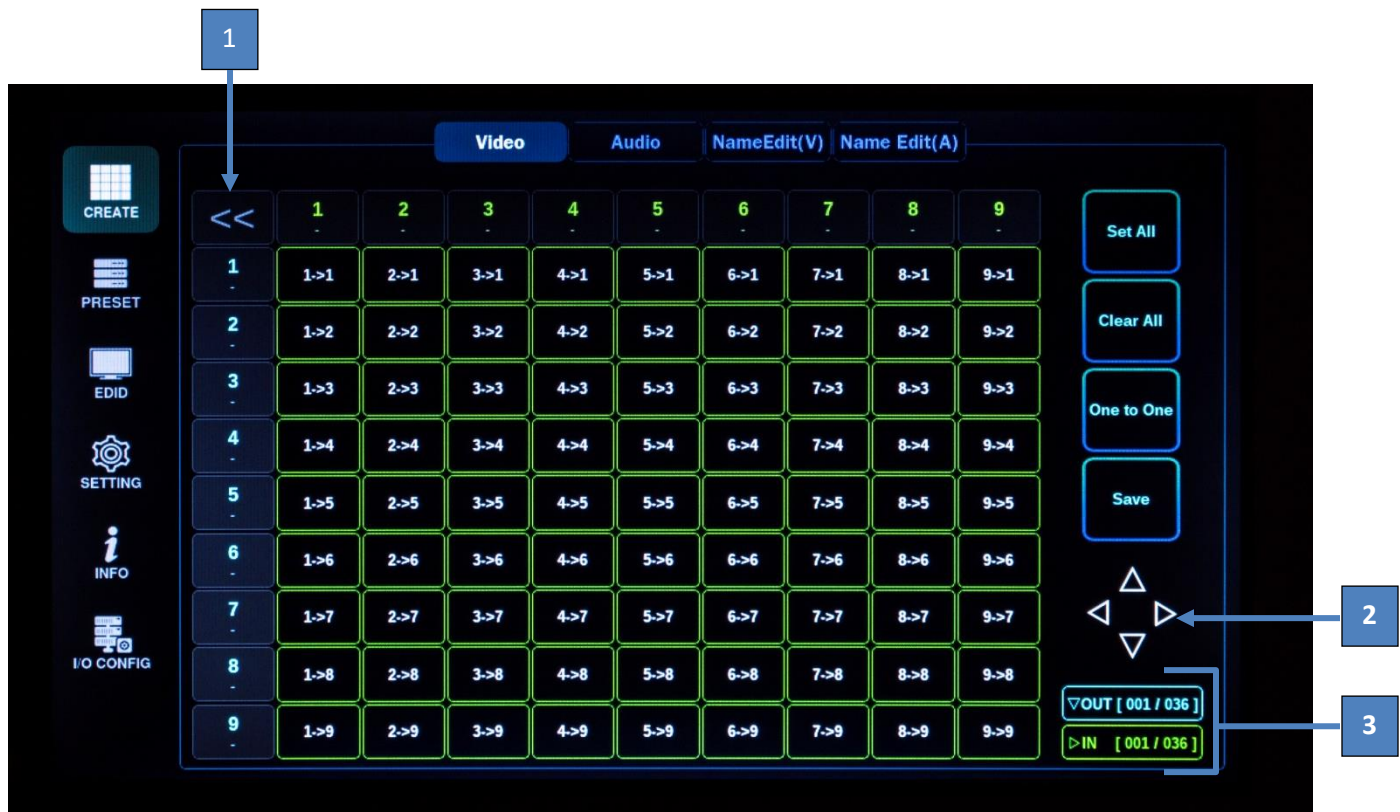 1
Video Audio NameEdit(V) Name Edit(A)
CREATE
PRESET
EDID
SETTING
INFO
I/O CONFIG
<< 1 2 3 4 5 6 7 8 9
- - - - - - - - -
1 1->1 2->1 3->1 4->1 5->1 6->1 7->1 8->1 9->1
-
2 1->2 2->2 3->2 4->2 5->2 6->2 7->2 8->2 9->2
-
3 1->3 2->3 3->3 4->3 5->3 6->3 7->3 8->3 9->3
-
4 1->4 2->4 3->4 4->4 5->4 6->4 7->4 8->4 9->4
-
5 1->5 2->5 3->5 4->5 5->5 6->5 7->5 8->5 9->5
-
6 1->6 2->6 3->6 4->6 5->6 6->6 7->6 8->6 9->6
-
7 1->7 2->7 3->7 4->7 5->7 6->7 7->7 8->7 9->7
-
8 1->8 2->8 3->8 4->8 5->8 6->8 7->8 8->8 9->8
-
9 1->9 2->9 3->9 4->9 5->9 6->9 7->9 8->9 9->9
-
Set All
Clear All
One to One
Save
2
▽OUT [ 001 / 036 ]
▷IN [ 001 / 036 ]
3